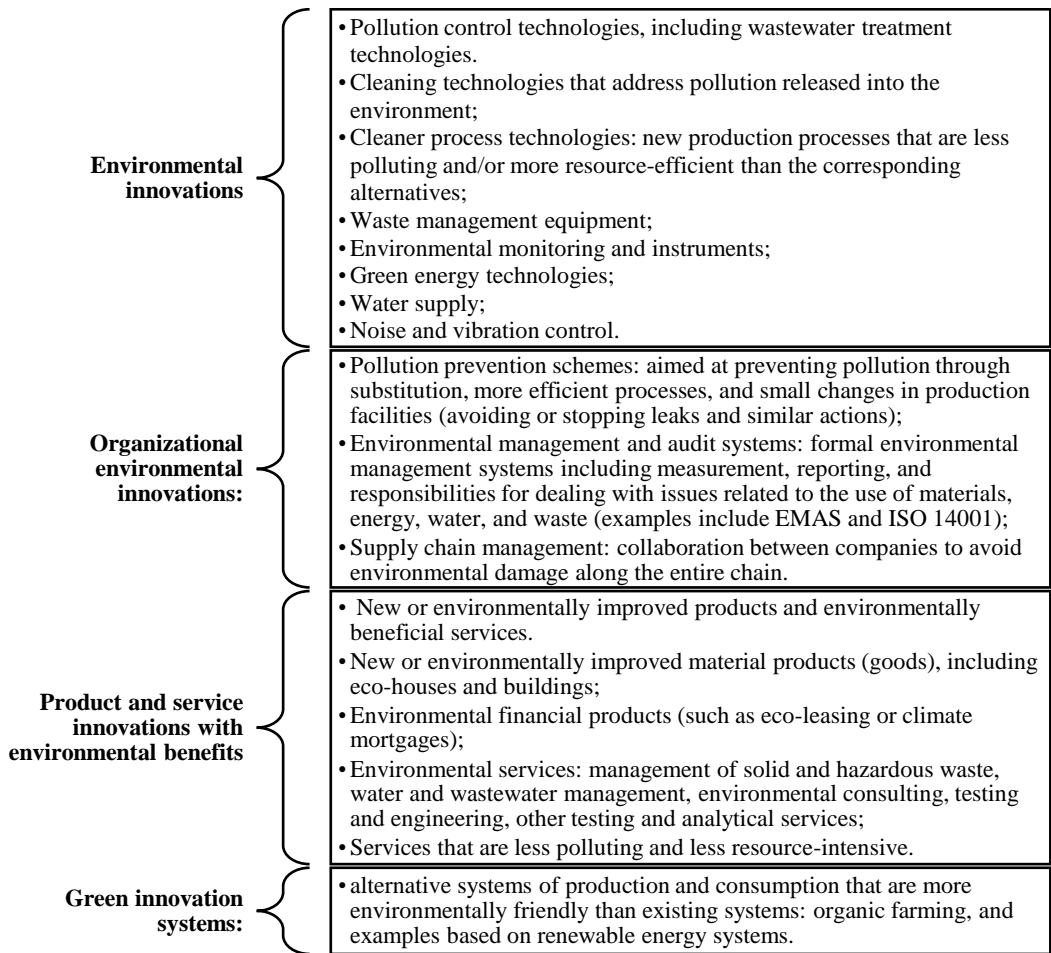 Environmental
innovations
•Pollution control technologies, including wastewater treatment
technologies.
•Cleaning technologies that address pollution released into the
environment;
•Cleaner process technologies: new production processes that are less
polluting and/or more resource-efficient than the corresponding
alternatives;
•Waste management equipment;
•Environmental monitoring and instruments;
•Green energy technologies;
•Water supply;
•Noise and vibration control.
Organizational
environmental
innovations:
•Pollution prevention schemes: aimed at preventing pollution through
substitution, more efficient processes, and small changes in production
facilities (avoiding or stopping leaks and similar actions);
•Environmental management and audit systems: formal environmental
management systems including measurement, reporting, and
responsibilities for dealing with issues related to the use of materials,
energy, water, and waste (examples include EMAS and ISO 14001);
•Supply chain management: collaboration between companies to avoid
environmental damage along the entire chain.
Product and service
innovations with
environmental benefits
• New or environmentally improved products and environmentally
beneficial services.
•New or environmentally improved material products (goods), including
eco-houses and buildings;
•Environmental financial products (such as eco-leasing or climate
mortgages);
•Environmental services: management of solid and hazardous waste,
water and wastewater management, environmental consulting, testing
and engineering, other testing and analytical services;
•Services that are less polluting and less resource-intensive.
Green innovation
systems:
•alternative systems of production and consumption that are more
environmentally friendly than existing systems: organic farming, and
examples based on renewable energy systems.